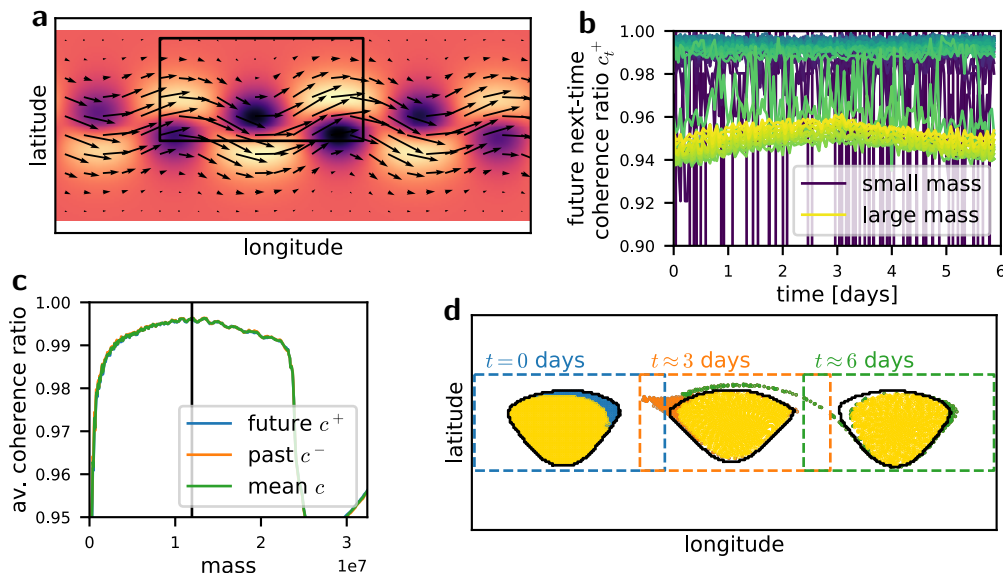 a
latitude
longitude
b
future next-time
coherence ratio c_t^+
1.00
0.98
0.96
0.94
0.92
0.90
small mass
large mass
0
1
2
3
4
5
6
time [days]
c
av. coherence ratio
1.00
0.99
0.98
0.97
0.96
0.95
future c^+
past c^-
mean c
0
1
2
3
1e7
mass
d
t=0 days
t≈3 days
t≈6 days
latitude
longitude